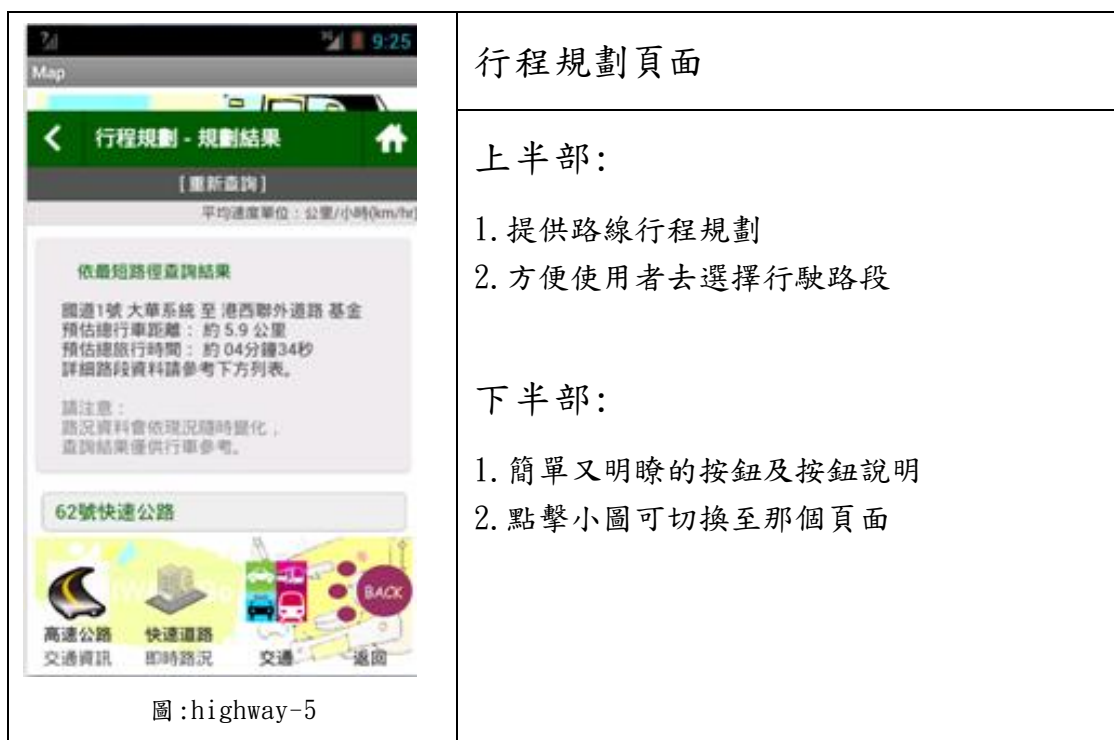 9:25
Map
行程規劃 - 規劃結果
[重新查詢]
平均速度單位：公里/小時(km/hr)
依最短路徑查詢結果
國道1號 大華系統 至 港西聯外道路 基金
預估總行車距離： 約 5.9 公里
預估總旅行時間： 約 04分鐘34秒
詳細路段資料請參考下方列表。
請注意：
路況資料會依現況隨時變化，
查詢結果僅供行車參考。
62號快速公路
BACK
高速公路 快速道路
交通資訊 即時路況 交通 返回
圖:highway-5
行程規劃頁面
上半部:
1.提供路線行程規劃
2.方便使用者去選擇行駛路段
下半部:
1.簡單又明瞭的按鈕及按鈕說明
2.點擊小圖可切換至那個頁面